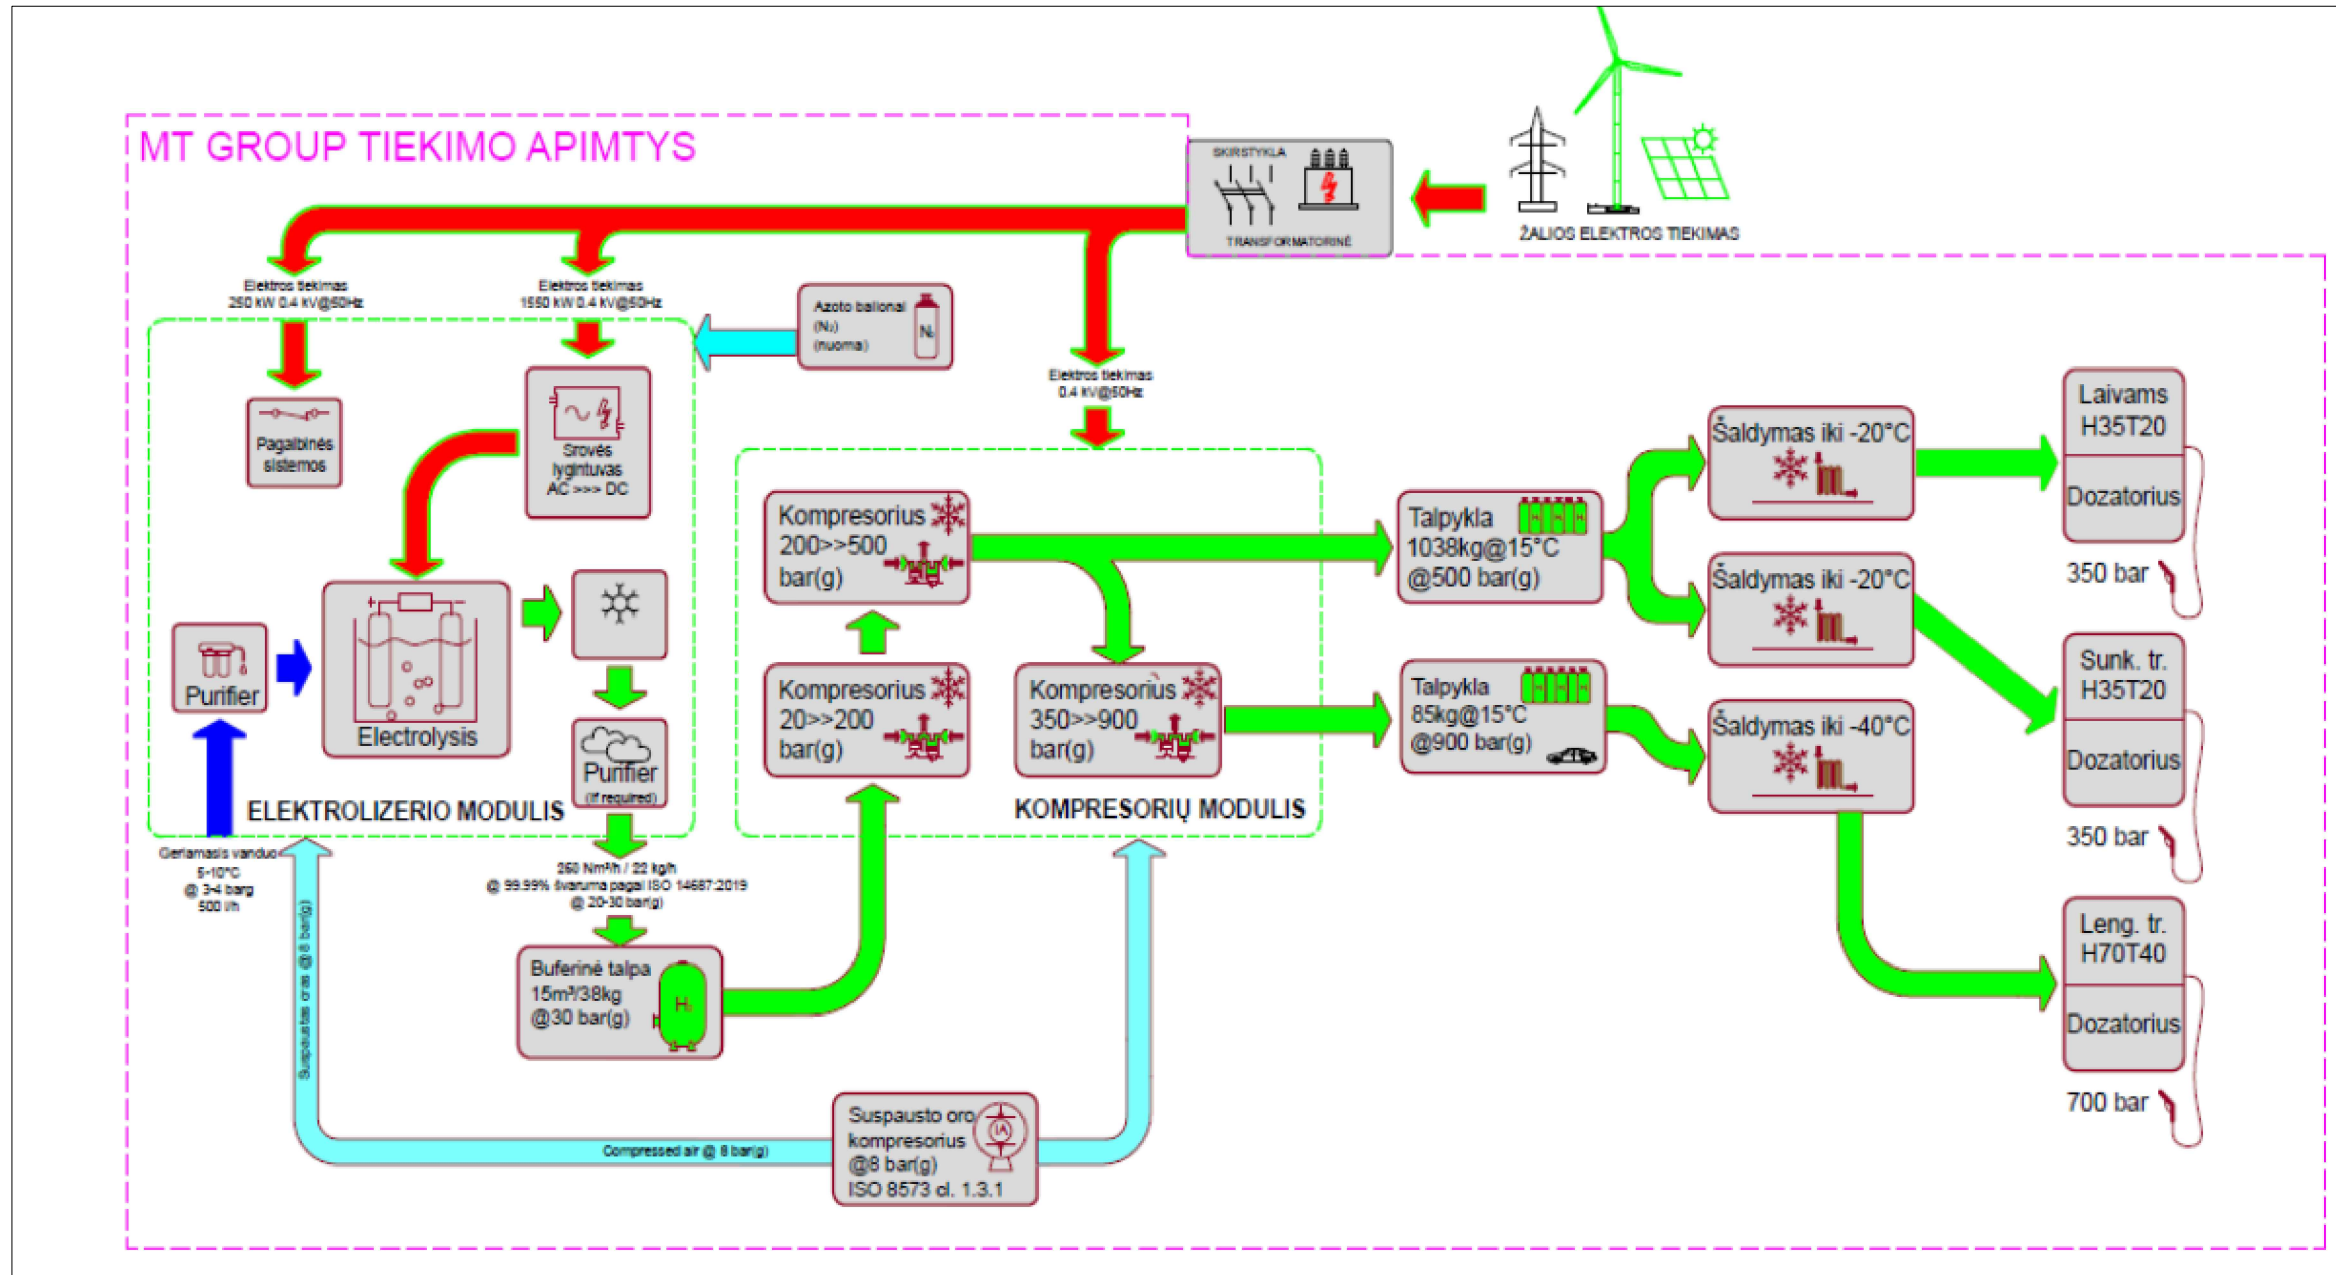 MT GROUP TIEKIMO APIMTYS
SKIRSTYKLA
TRANSFORMATORINĖ
ŽALIOS ELEKTROS TIEKIMAS
Elektros tiekimas
250 kW 0.4 kV@50Hz
Elektros tiekimas
1550 kW 0.4 kV@50Hz
Azoto balionai
(N₂)
(nuoma)
N₂
Elektros tiekimas
0.4 kV@50Hz
Pagalbinės
sistemos
Srovės
lygintuvas
AC >>> DC
Purifier
Electrolysis
Purifier
(if required)
ELEKTROLIZERIO MODULIS
Geriamasis vanduo
5-10°C
@ 3-4 barg
500 l/h
Suspaustas oras @ 8 bar(g)
Nm³/h / 22 kg/h
@ 99.99% švaruma pagal ISO 14687:2019
@ 20-30 bar(g)
Buferinė talpa
15m³/38kg
@30 bar(g)
H₂
Kompresorius
200>>500
bar(g)
Kompresorius
20>>200
bar(g)
Kompresorius
350>>900
bar(g)
KOMPRESORIŲ MODULIS
Compressed air @ 8 bar(g)
Suspausto oro
kompresorius
@8 bar(g)
ISO 8573 cl. 1.3.1
IA
Talpykla
1038kg@15°C
@500 bar(g)
Talpykla
85kg@15°C
@900 bar(g)
Šaldymas iki -20°C
Šaldymas iki -20°C
Šaldymas iki -40°C
Laivams
H35T20
Dozatorius
350 bar
Sunk. tr.
H35T20
Dozatorius
350 bar
Leng. tr.
H70T40
Dozatorius
700 bar